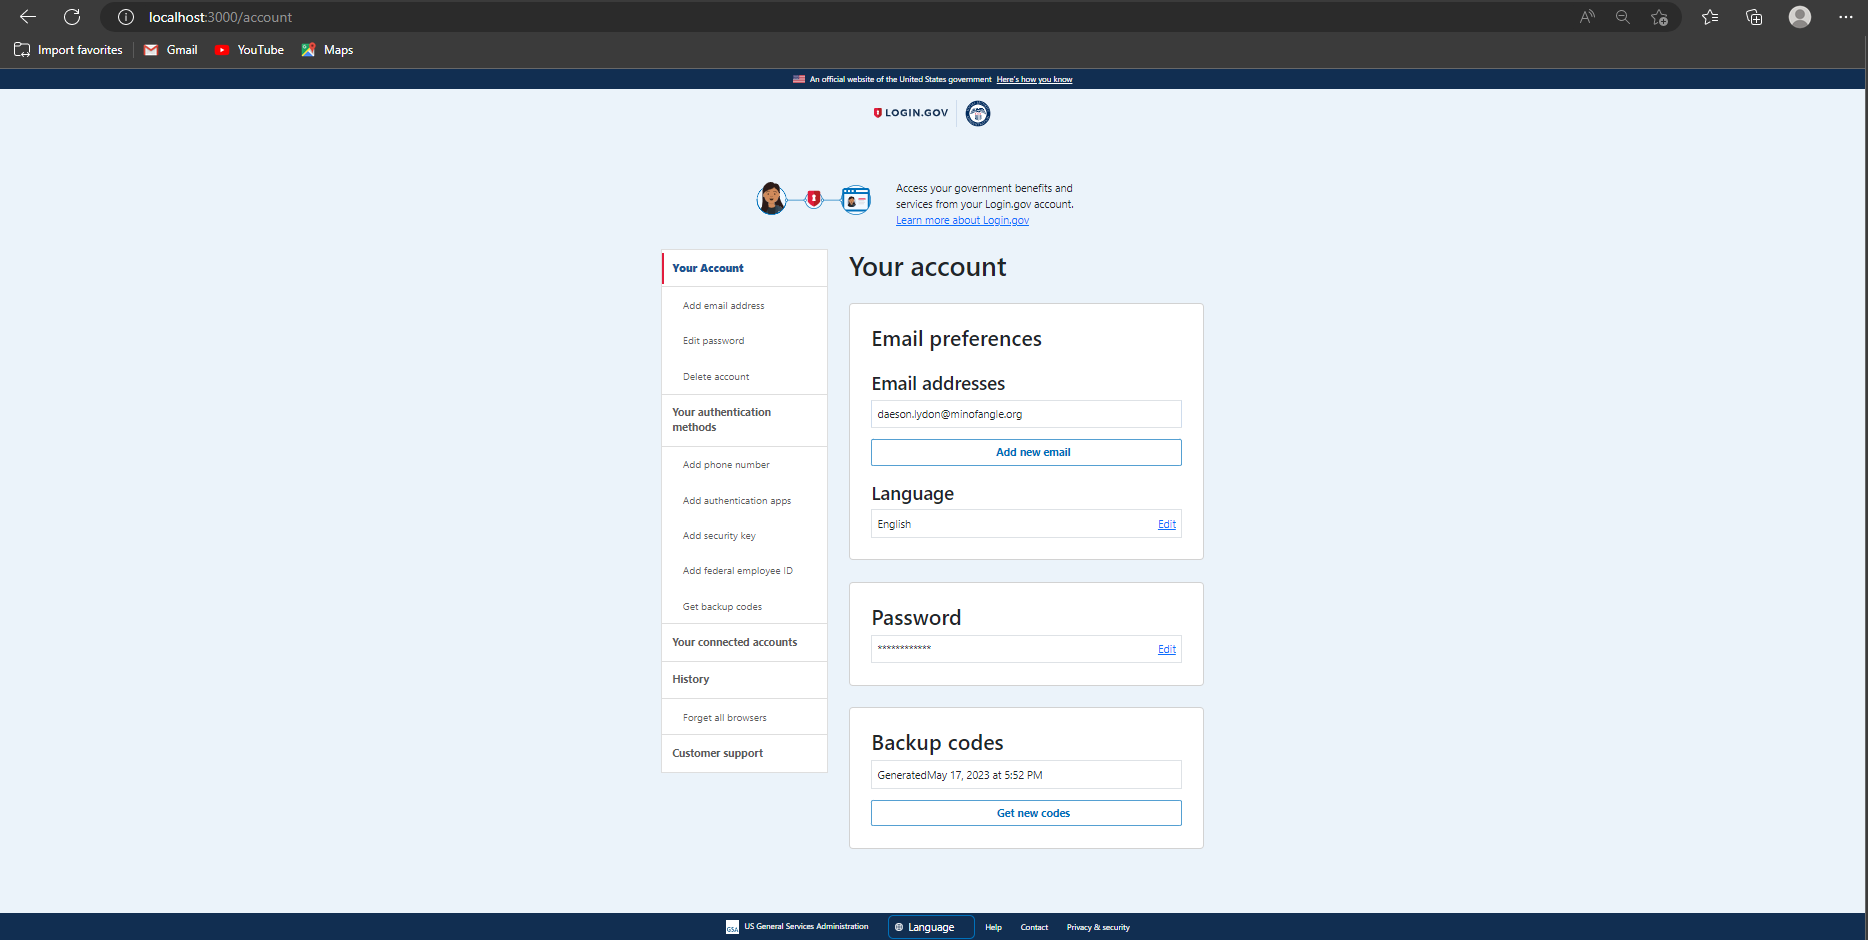 localhost:3000/account
Import favorites
Gmail
YouTube
Maps
An official website of the United States government Here's how you know
LOGIN.GOV
Access your government benefits and
services from your Login.gov account.
Learn more about Login.gov
Your Account
Add email address
Edit password
Delete account
Your authentication
methods
Add phone number
Add authentication apps
Add security key
Add federal employee ID
Get backup codes
Your connected accounts
History
Forget all browsers
Customer support
Your account
Email preferences
Email addresses
daeson.lydon@minofangle.org
Add new email
Language
English Edit
Password
************ Edit
Backup codes
GeneratedMay 17, 2023 at 5:52 PM
Get new codes
GSA
US General Services Administration
Language
Help
Contact
Privacy & security